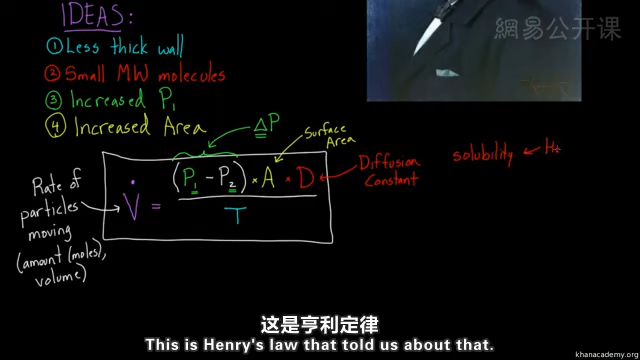 IDEAS:
① Less thick wall
② Small MW molecules
③ Increased P₁
④ Increased Area
網易公开课
ΔP
Surface
Area
Rate of
particles
moving
(amount (moles),
volume)
V̇ = (P₁ - P₂) × A · D
T
Diffusion
Constant
solubility ← H
这是亨利定律
This is Henry's law that told us about that.
khanacademy.org